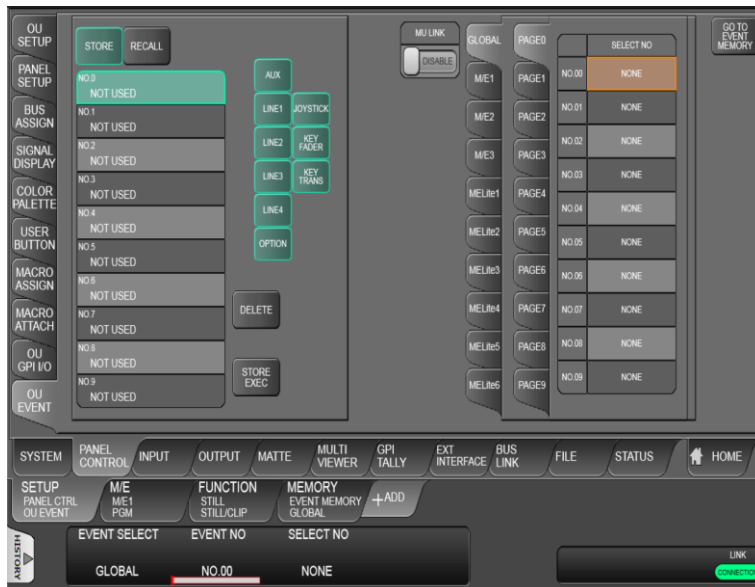 OU
SETUP
PANEL
SETUP
BUS
ASSIGN
SIGNAL
DISPLAY
COLOR
PALETTE
USER
BUTTON
MACRO
ASSIGN
MACRO
ATTACH
OU
GPI I/O
OU
EVENT
STORE
RECALL
NO.0
NOT USED
NO.1
NOT USED
NO.2
NOT USED
NO.3
NOT USED
NO.4
NOT USED
NO.5
NOT USED
NO.6
NOT USED
NO.7
NOT USED
NO.8
NOT USED
NO.9
NOT USED
AUX
LINE1
JOYSTICK
LINE2
KEY
FADER
LINE3
KEY
TRANS
LINE4
OPTION
DELETE
STORE
EXEC
MU LINK
DISABLE
GLOBAL
M/E1
M/E2
M/E3
MELite1
MELite2
MELite3
MELite4
MELite5
MELite6
PAGE0
PAGE1
PAGE2
PAGE3
PAGE4
PAGE5
PAGE6
PAGE7
PAGE8
PAGE9
SELECT NO
NO.00 NONE
NO.01 NONE
NO.02 NONE
NO.03 NONE
NO.04 NONE
NO.05 NONE
NO.06 NONE
NO.07 NONE
NO.08 NONE
NO.09 NONE
GO TO
EVENT
MEMORY
SYSTEM
PANEL
CONTROL
INPUT
OUTPUT
MATTE
MULTI
VIEWER
GPI
TALLY
EXT
INTERFACE
BUS
LINK
FILE
STATUS
HOME
SETUP
PANEL CTRL
OU EVENT
M/E
M/E1
PGM
FUNCTION
STILL
STILL/CLIP
MEMORY
EVENT MEMORY
GLOBAL
+ADD
HISTORY
EVENT SELECT EVENT NO SELECT NO
GLOBAL NO.00 NONE
LINK
CONNECTION